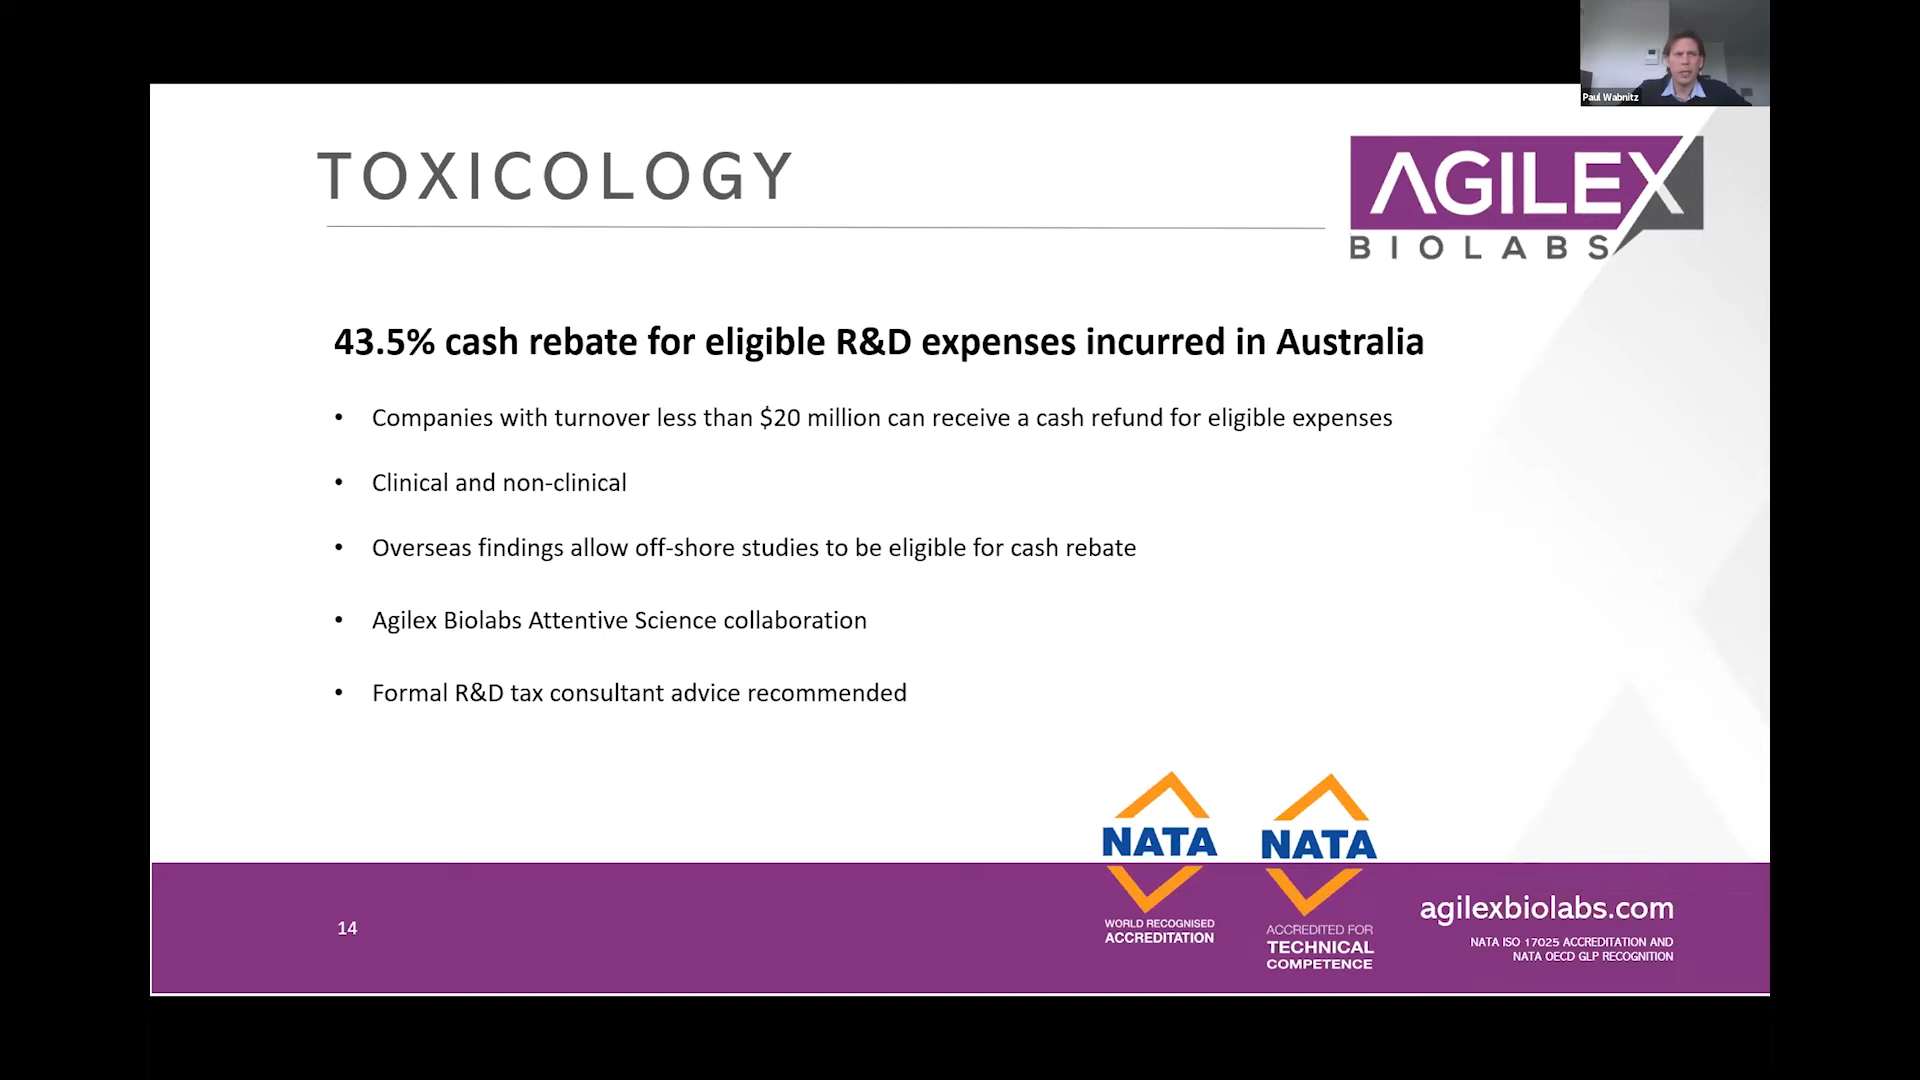 Paul Wabnitz
TOXICOLOGY
AGILEX
BIOLABS
43.5% cash rebate for eligible R&D expenses incurred in Australia
• Companies with turnover less than $20 million can receive a cash refund for eligible expenses
• Clinical and non-clinical
• Overseas findings allow off-shore studies to be eligible for cash rebate
• Agilex Biolabs Attentive Science collaboration
• Formal R&D tax consultant advice recommended
14
NATA
WORLD RECOGNISED
ACCREDITATION
NATA
ACCREDITED FOR
TECHNICAL
COMPETENCE
agilexbiolabs.com
NATA ISO 17025 ACCREDITATION AND
NATA OECD GLP RECOGNITION